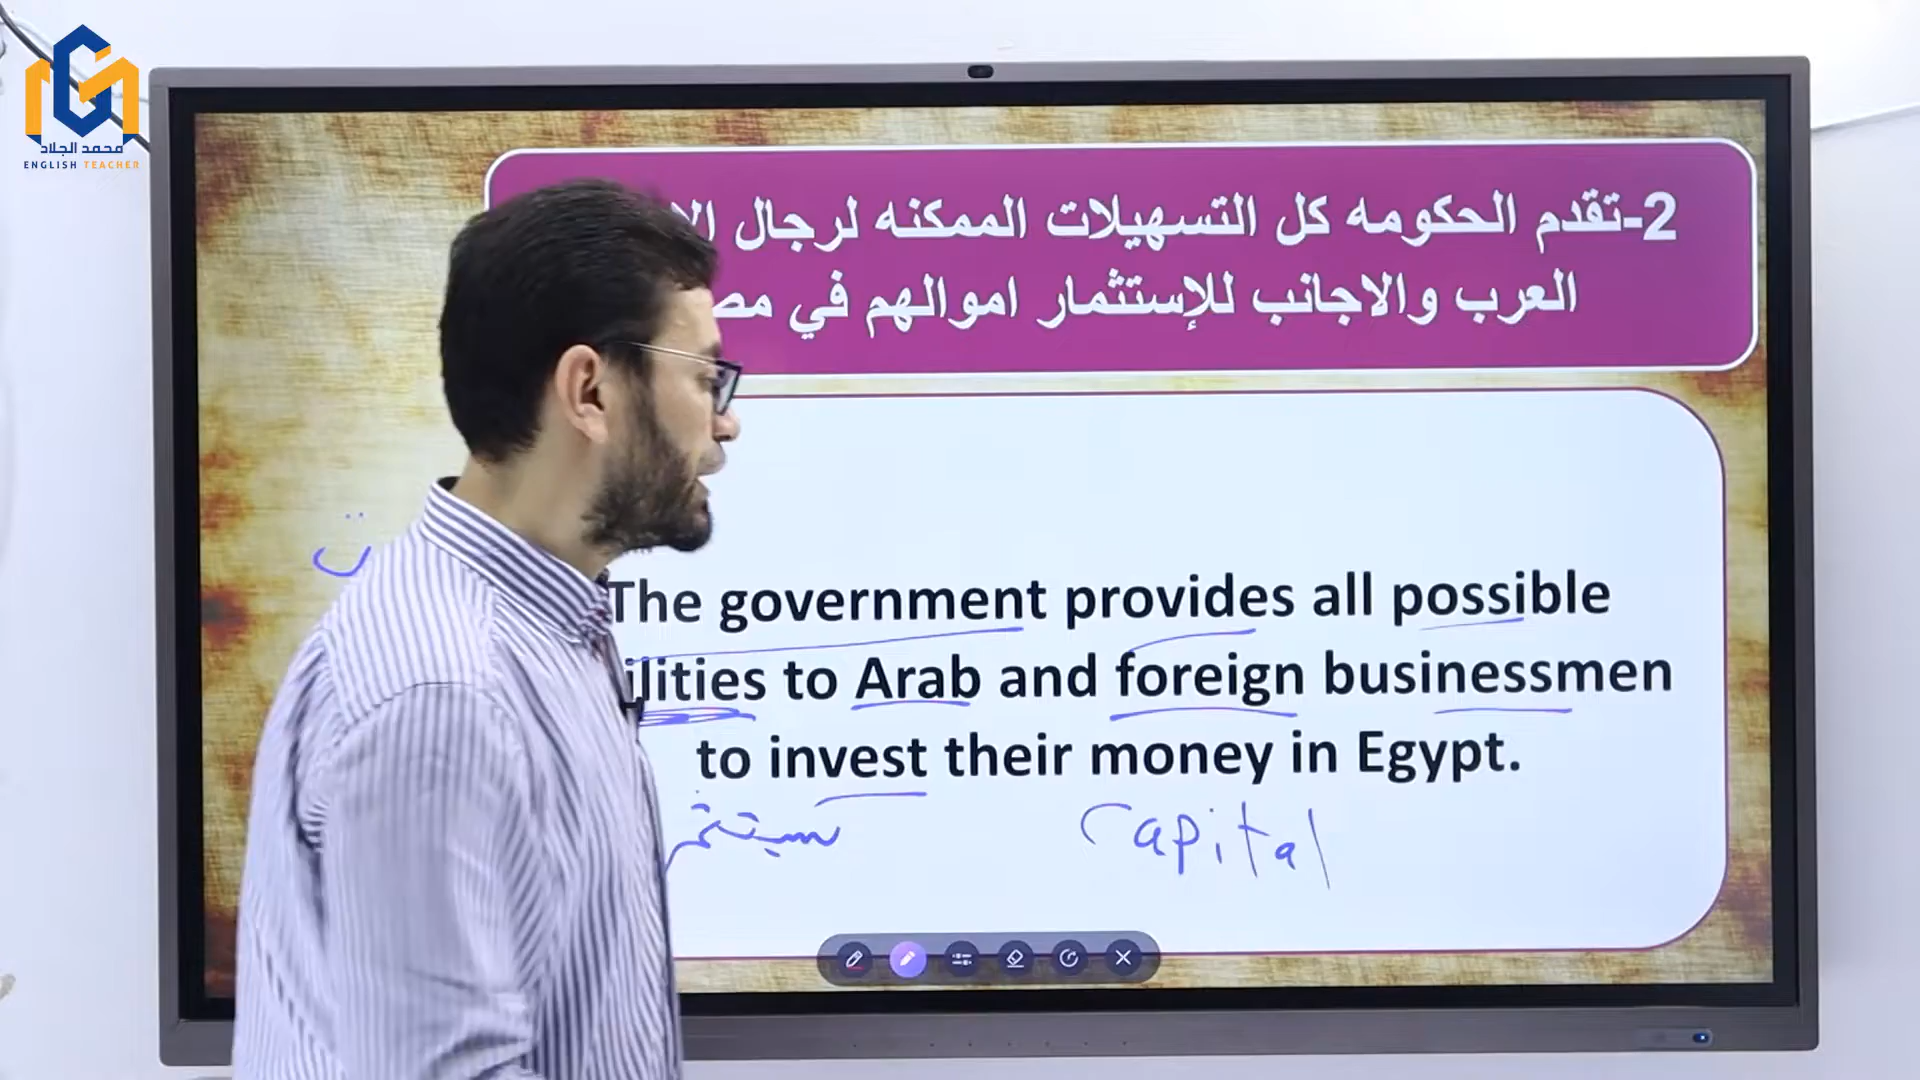 محمد الجلاد
ENGLISH TEACHER
2-تقدم الحكومه كل التسهيلات الممكنه لرجال
العرب والاجانب للإستثمار اموالهم في
The government provides all possible
to Arab and foreign businessmen
to invest their money in Egypt.
capital